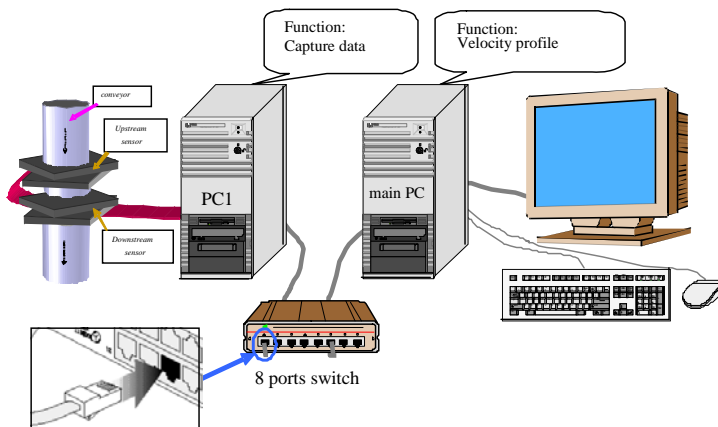 Function:
Capture data
Function:
Velocity profile
conveyor
Upstream
sensor
PC1
main PC
Downstream
sensor
8 ports switch